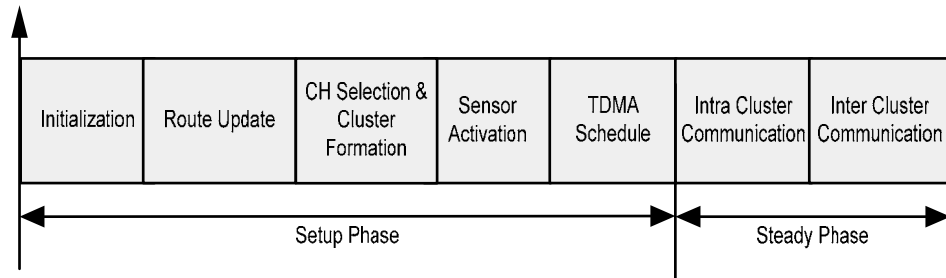 Initialization
Route Update
CH Selection &
Cluster
Formation
Sensor
Activation
TDMA
Schedule
Intra Cluster
Communication
Inter Cluster
Communication
Setup Phase
Steady Phase